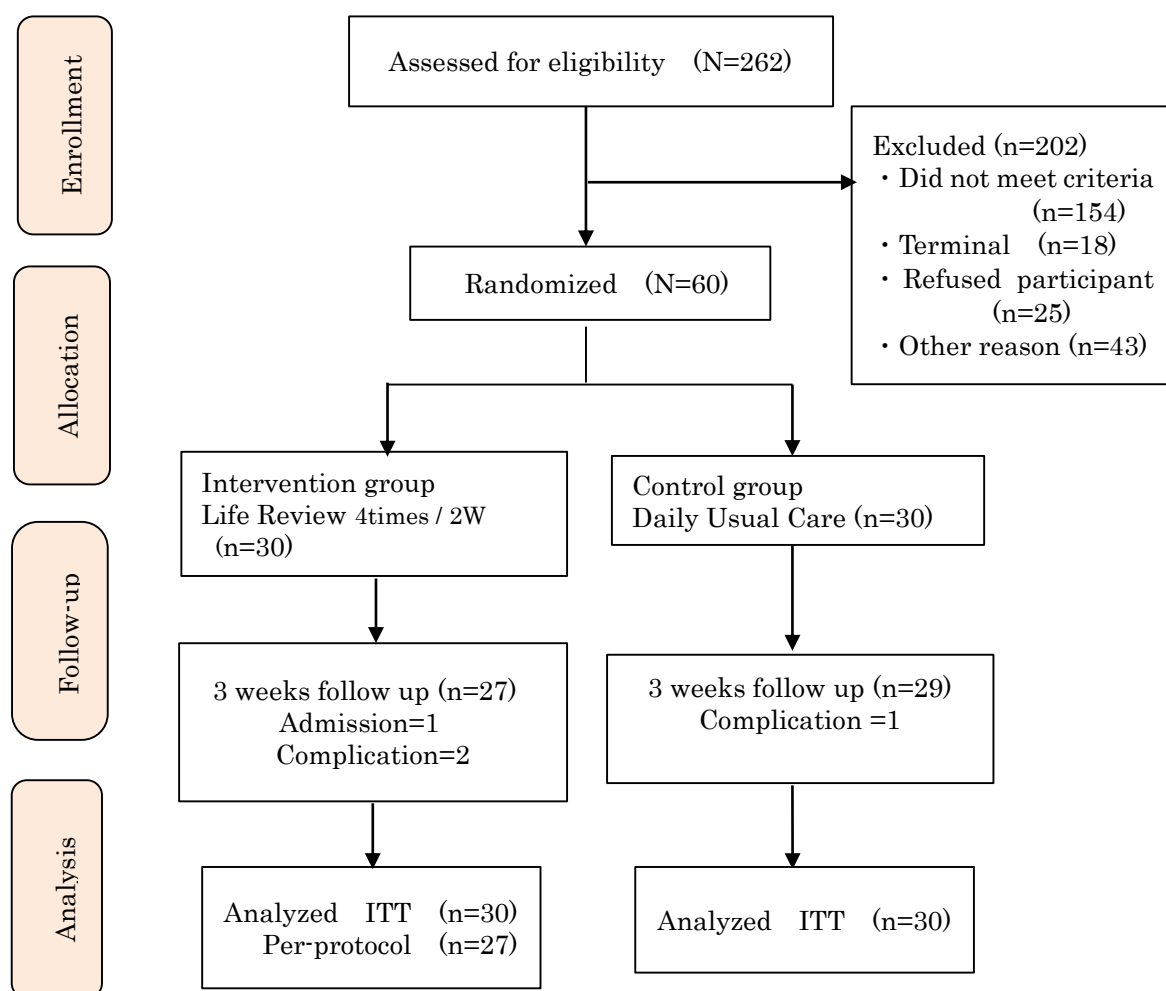 Enrollment
Assessed for eligibility (N=262)
Excluded (n=202)
・Did not meet criteria
(n=154)
・Terminal (n=18)
・Refused participant
(n=25)
・Other reason (n=43)
Allocation
Randomized (N=60)
Intervention group
Life Review 4times / 2W
(n=30)
Control group
Daily Usual Care (n=30)
Follow-up
3 weeks follow up (n=27)
Admission=1
Complication=2
3 weeks follow up (n=29)
Complication =1
Analysis
Analyzed ITT (n=30)
Per-protocol (n=27)
Analyzed ITT (n=30)